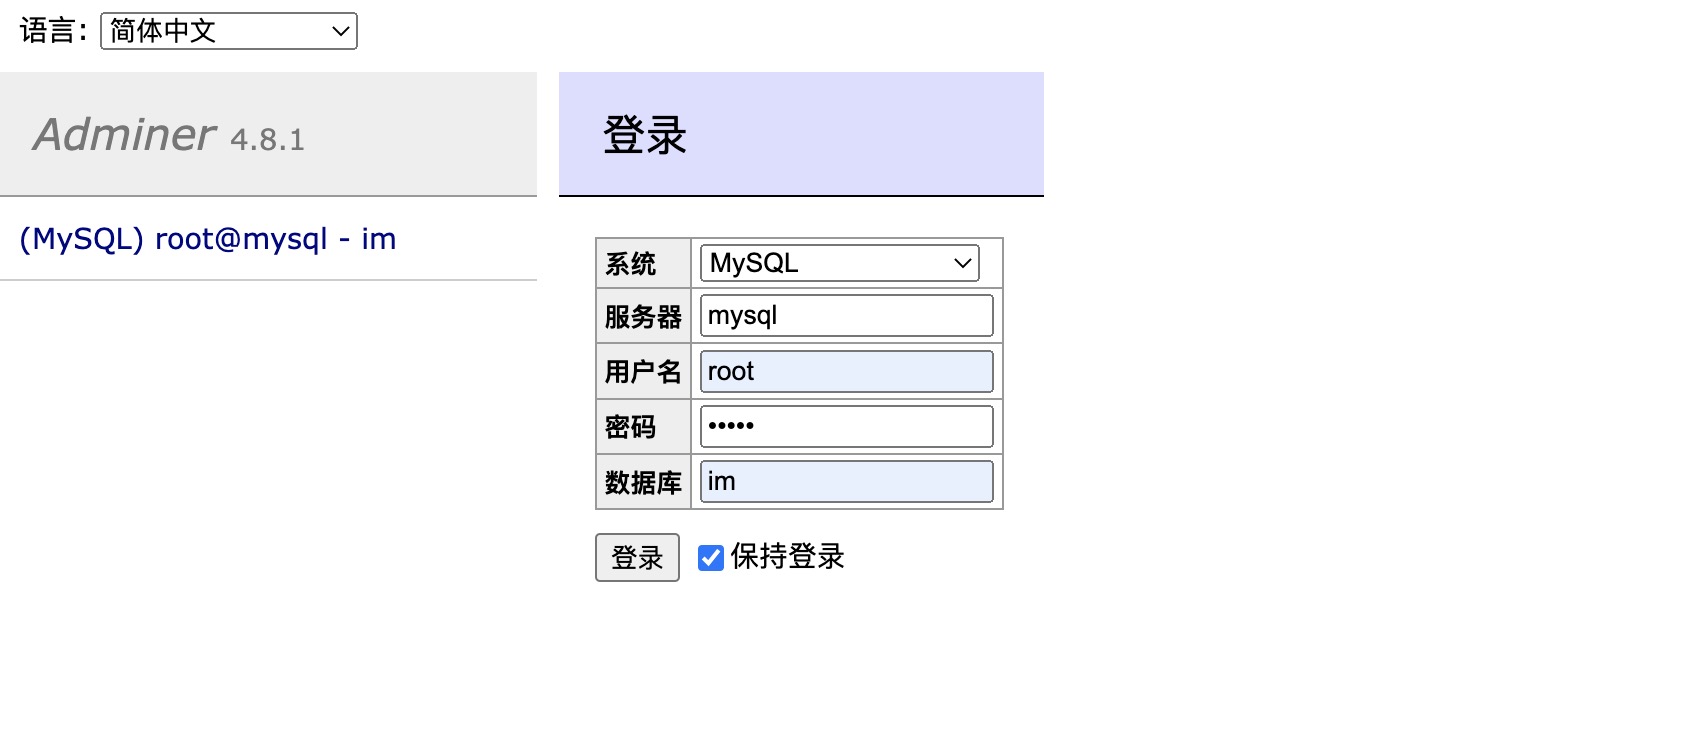 语言: 简体中文
Adminer 4.8.1
(MySQL) root@mysql - im
登录
系统 MySQL
服务器 mysql
用户名 root
密码 •••••
数据库 im
登录 保持登录